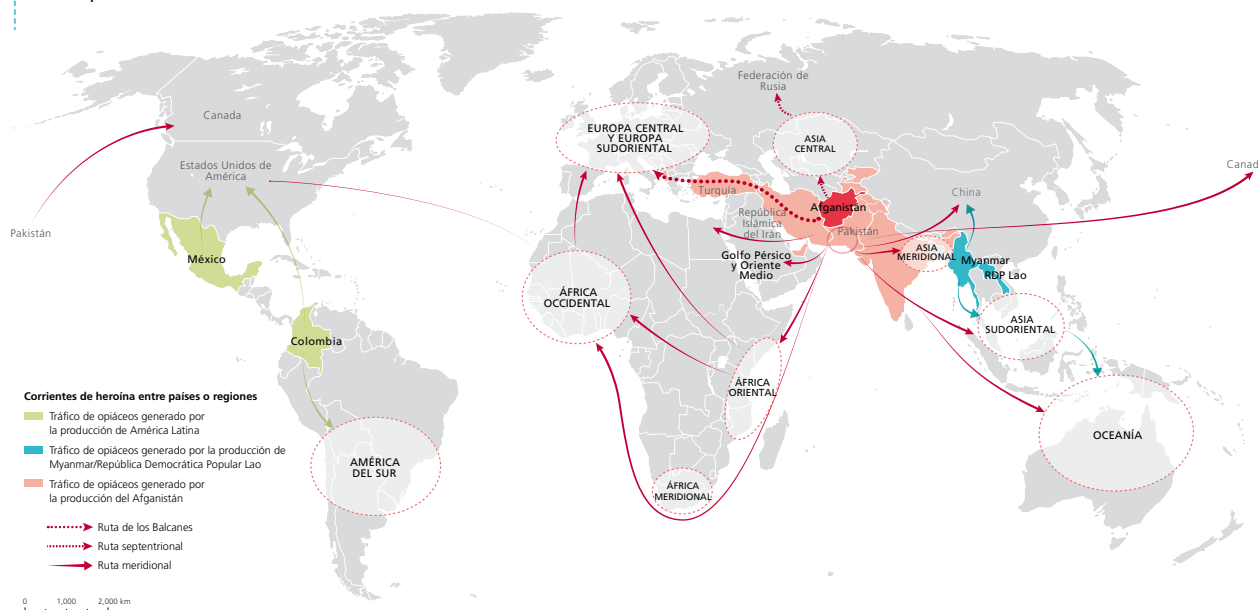 Federación de
Rusia
Canada
EUROPA CENTRAL
Y EUROPA
SUDORIENTAL
ASIA
CENTRAL
Estados Unidos de
América
Canad
Turquía
China
Afganistán
República
Islámica
del Irán
Pakistán
Pakistán
México
Golfo Pérsico
y Oriente
Medio
ASIA
MERIDIONAL
Myanmar
RDP Lao
ÁFRICA
OCCIDENTAL
ASIA
SUDORIENTAL
Colombia
ÁFRICA
ORIENTAL
OCEANÍA
AMÉRICA
DEL SUR
ÁFRICA
MERIDIONAL
Corrientes de heroína entre países o regiones
Tráfico de opiáceos generado por
la producción de América Latina
Tráfico de opiáceos generado por la producción de
Myanmar/República Democrática Popular Lao
Tráfico de opiáceos generado por
la producción del Afganistán
Ruta de los Balcanes
Ruta septentrional
Ruta meridional
0 1,000 2,000 km